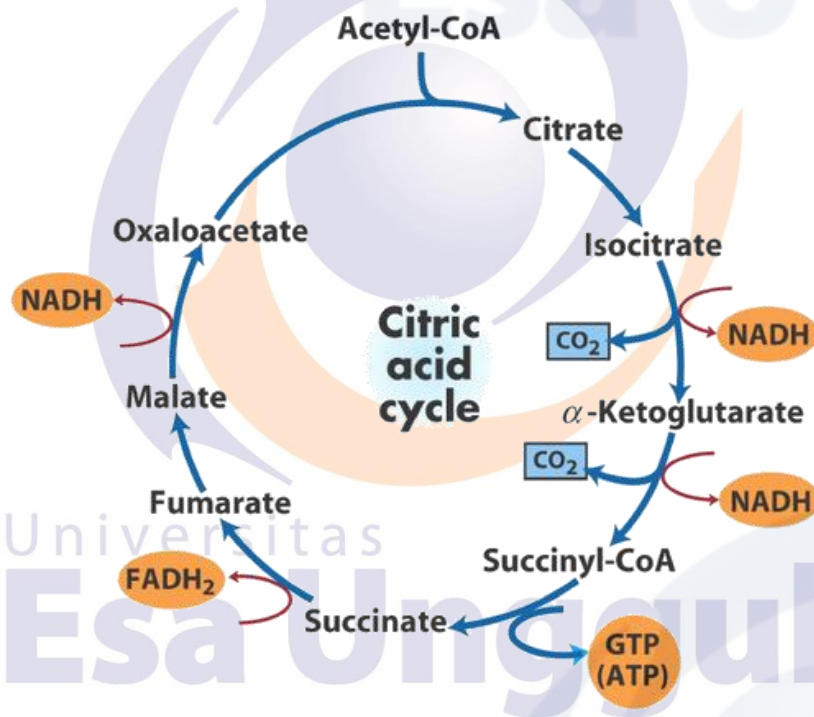 Acetyl-CoA
Citrate
Oxaloacetate
Isocitrate
NADH
Citric
acid
cycle
CO₂
NADH
Malate
α-Ketoglutarate
CO₂
NADH
Fumarate
Universitas
Succinyl-CoA
FADH₂
Esa Unggul
Succinate
GTP
(ATP)
Esa U